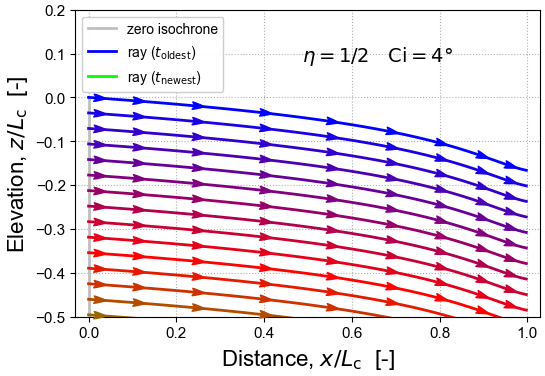 0.2
0.1
0.0
−0.1
−0.2
−0.3
−0.4
−0.5
Elevation, z/L_c [-]
zero isochrone
ray (t_oldest)
ray (t_newest)
η = 1/2 Ci = 4°
0.0 0.2 0.4 0.6 0.8 1.0
Distance, x/L_c [-]